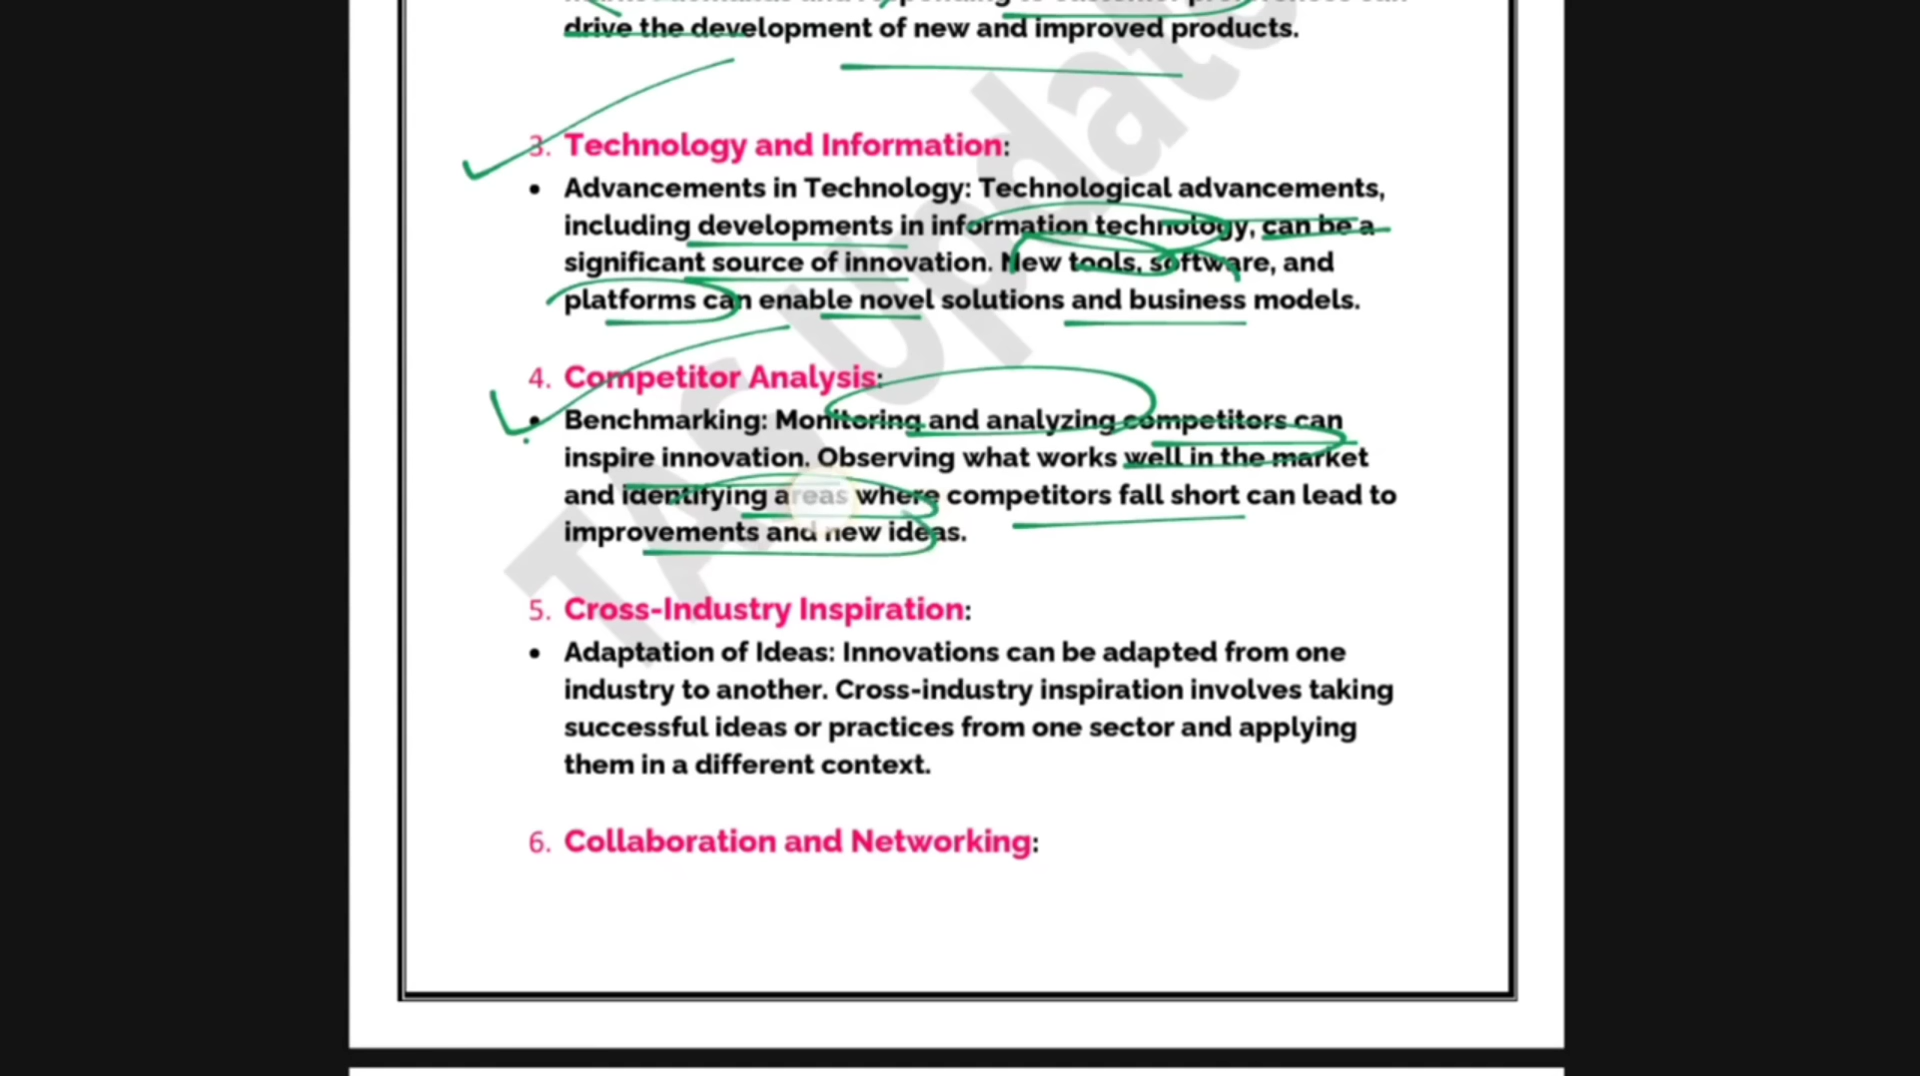 drive the development of new and improved products.
3. Technology and Information:
• Advancements in Technology: Technological advancements,
including developments in information technology, can be a
significant source of innovation. New tools, software, and
platforms can enable novel solutions and business models.
4. Competitor Analysis:
• Benchmarking: Monitoring and analyzing competitors can
inspire innovation. Observing what works well in the market
and identifying areas where competitors fall short can lead to
improvements and new ideas.
5. Cross-Industry Inspiration:
• Adaptation of Ideas: Innovations can be adapted from one
industry to another. Cross-industry inspiration involves taking
successful ideas or practices from one sector and applying
them in a different context.
6. Collaboration and Networking: